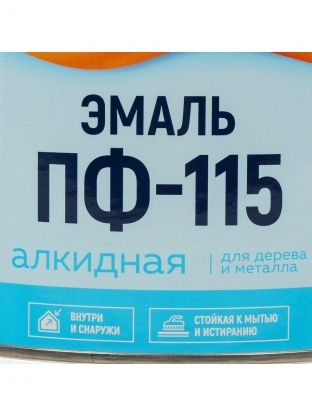 ЭМАЛЬ
ПФ-115
алкидная
для дерева
и металла
ВНУТРИ
И СНАРУЖИ
СТОЙКАЯ К МЫТЬЮ
И ИСТИРАНИЮ